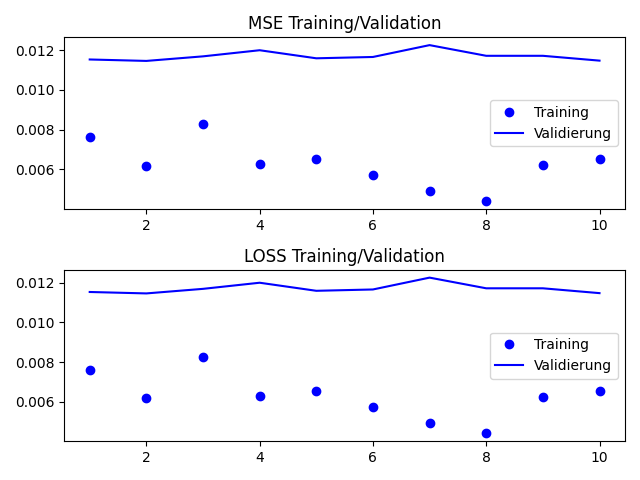 MSE Training/Validation
0.012
0.010
0.008
0.006
Training
Validierung
2 4 6 8 10
LOSS Training/Validation
0.012
0.010
0.008
0.006
Training
Validierung
2 4 6 8 10